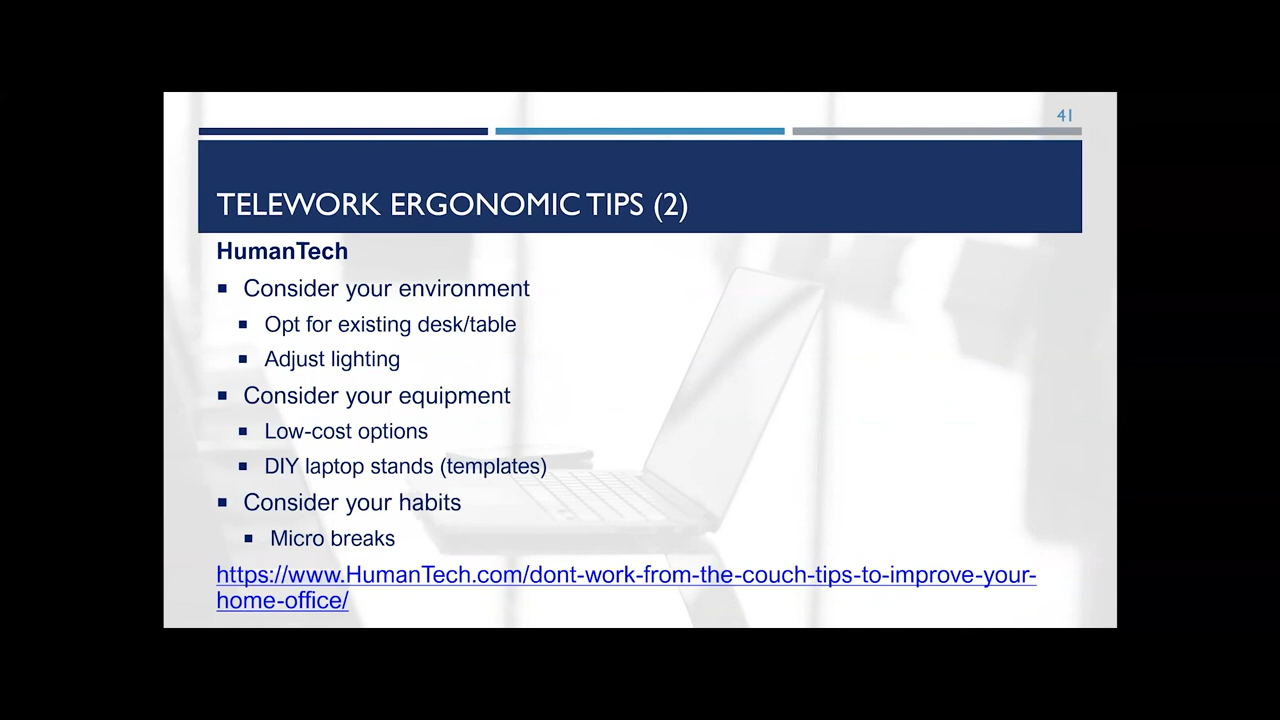 41
TELEWORK ERGONOMIC TIPS (2)
HumanTech
▪ Consider your environment
▪ Opt for existing desk/table
▪ Adjust lighting
▪ Consider your equipment
▪ Low-cost options
▪ DIY laptop stands (templates)
▪ Consider your habits
▪ Micro breaks
https://www.HumanTech.com/dont-work-from-the-couch-tips-to-improve-your-
home-office/